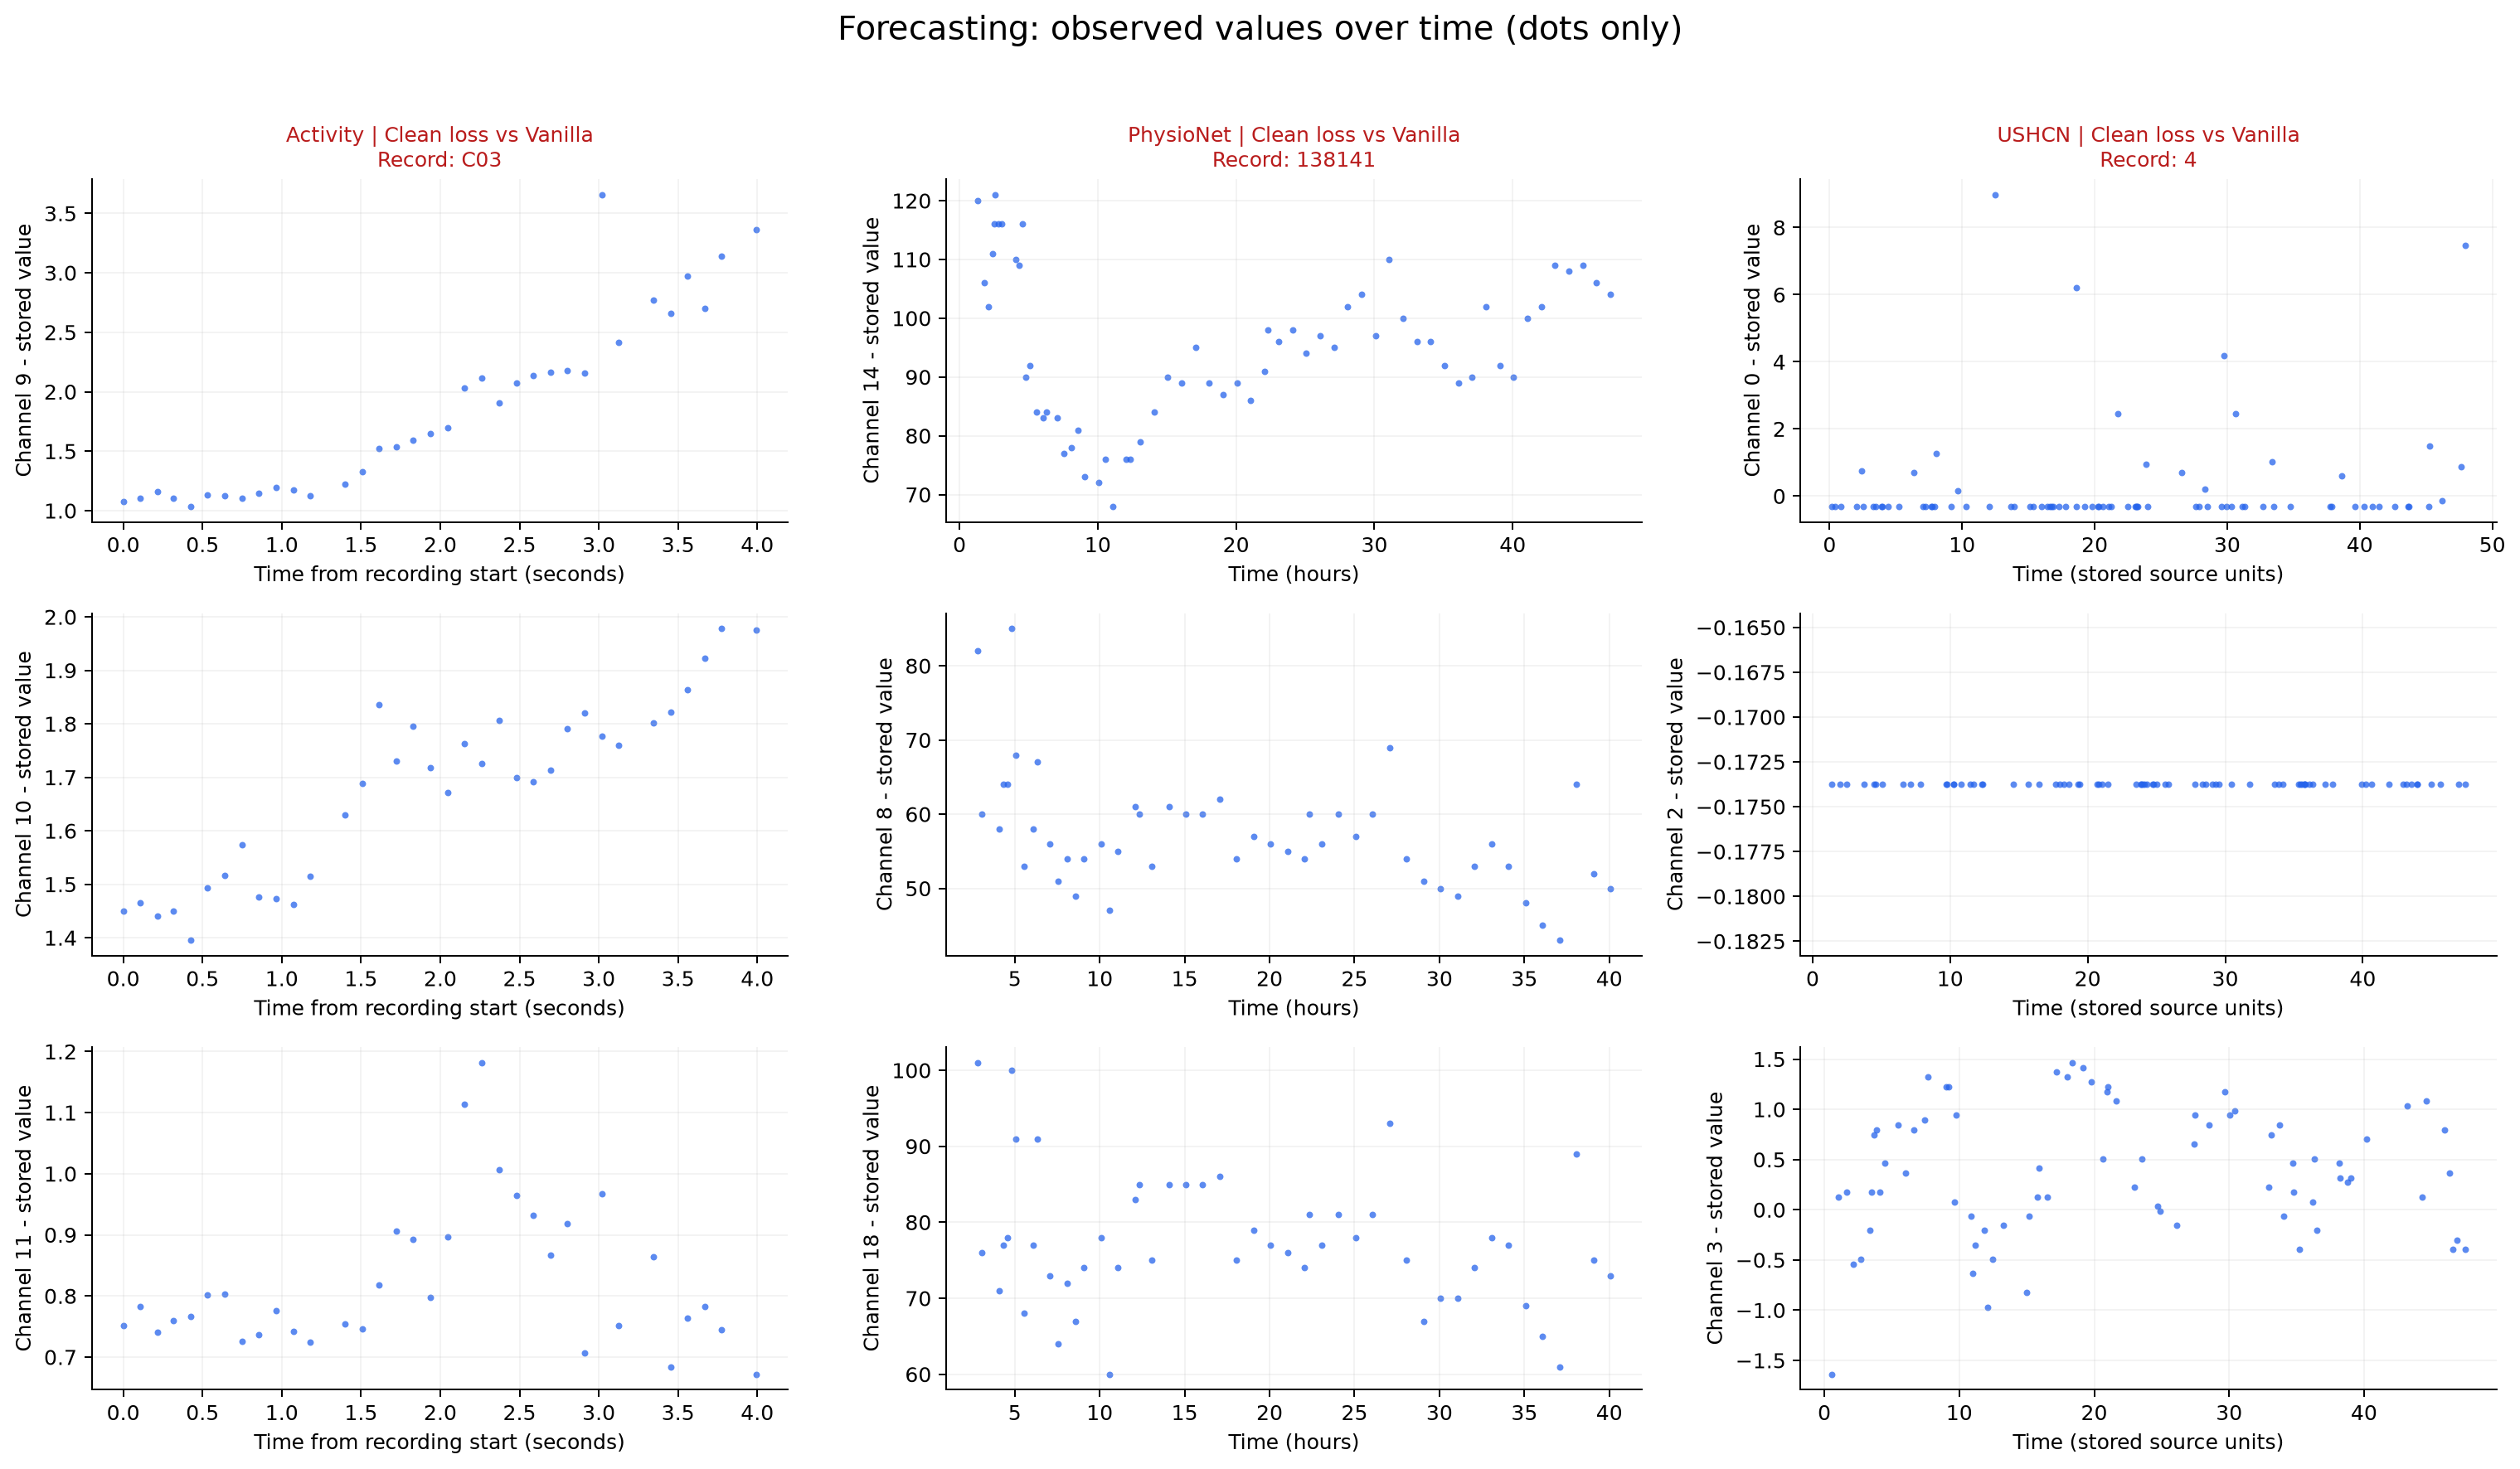 Forecasting: observed values over time (dots only)
Activity | Clean loss vs Vanilla
Record: C03
Channel 9 - stored value
3.5
3.0
2.5
2.0
1.5
1.0
0.0 0.5 1.0 1.5 2.0 2.5 3.0 3.5 4.0
Time from recording start (seconds)
PhysioNet | Clean loss vs Vanilla
Record: 138141
Channel 14 - stored value
120
110
100
90
80
70
0 10 20 30 40
Time (hours)
USHCN | Clean loss vs Vanilla
Record: 4
Channel 0 - stored value
8
6
4
2
0
0 10 20 30 40 50
Time (stored source units)
Channel 10 - stored value
2.0
1.9
1.8
1.7
1.6
1.5
1.4
0.0 0.5 1.0 1.5 2.0 2.5 3.0 3.5 4.0
Time from recording start (seconds)
Channel 8 - stored value
80
70
60
50
5 10 15 20 25 30 35 40
Time (hours)
Channel 2 - stored value
−0.1650
−0.1675
−0.1700
−0.1725
−0.1750
−0.1775
−0.1800
−0.1825
0 10 20 30 40
Time (stored source units)
Channel 11 - stored value
1.2
1.1
1.0
0.9
0.8
0.7
0.0 0.5 1.0 1.5 2.0 2.5 3.0 3.5 4.0
Time from recording start (seconds)
Channel 18 - stored value
100
90
80
70
60
5 10 15 20 25 30 35 40
Time (hours)
Channel 3 - stored value
1.5
1.0
0.5
0.0
−0.5
−1.0
−1.5
0 10 20 30 40
Time (stored source units)